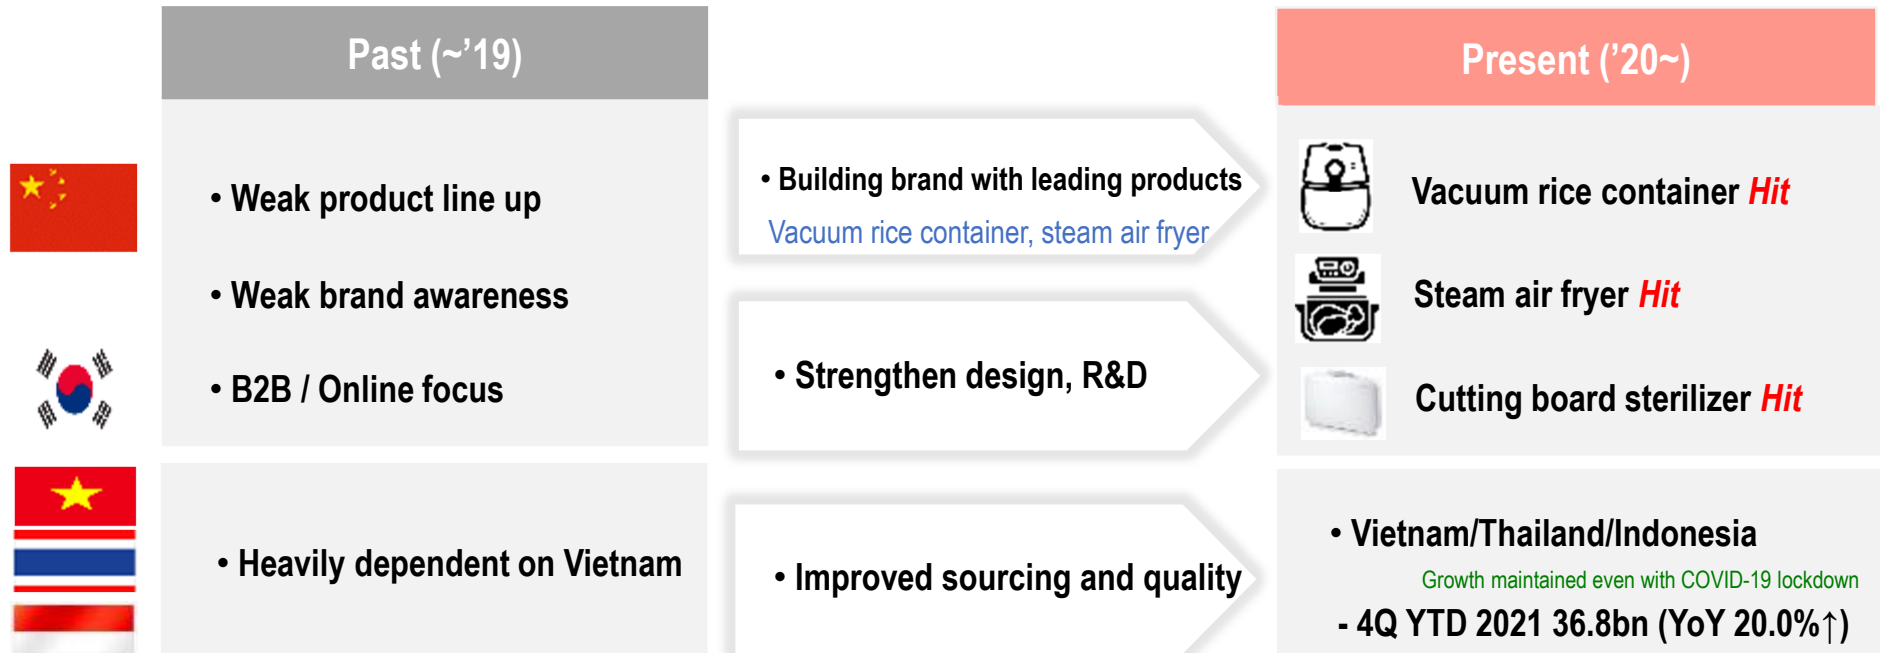 Past (~’19)
Present (’20~)
• Weak product line up
• Weak brand awareness
• B2B / Online focus
• Building brand with leading products
Vacuum rice container, steam air fryer
• Strengthen design, R&D
Vacuum rice container Hit
Steam air fryer Hit
Cutting board sterilizer Hit
• Heavily dependent on Vietnam
• Improved sourcing and quality
• Vietnam/Thailand/Indonesia
Growth maintained even with COVID-19 lockdown
- 4Q YTD 2021 36.8bn (YoY 20.0%↑)